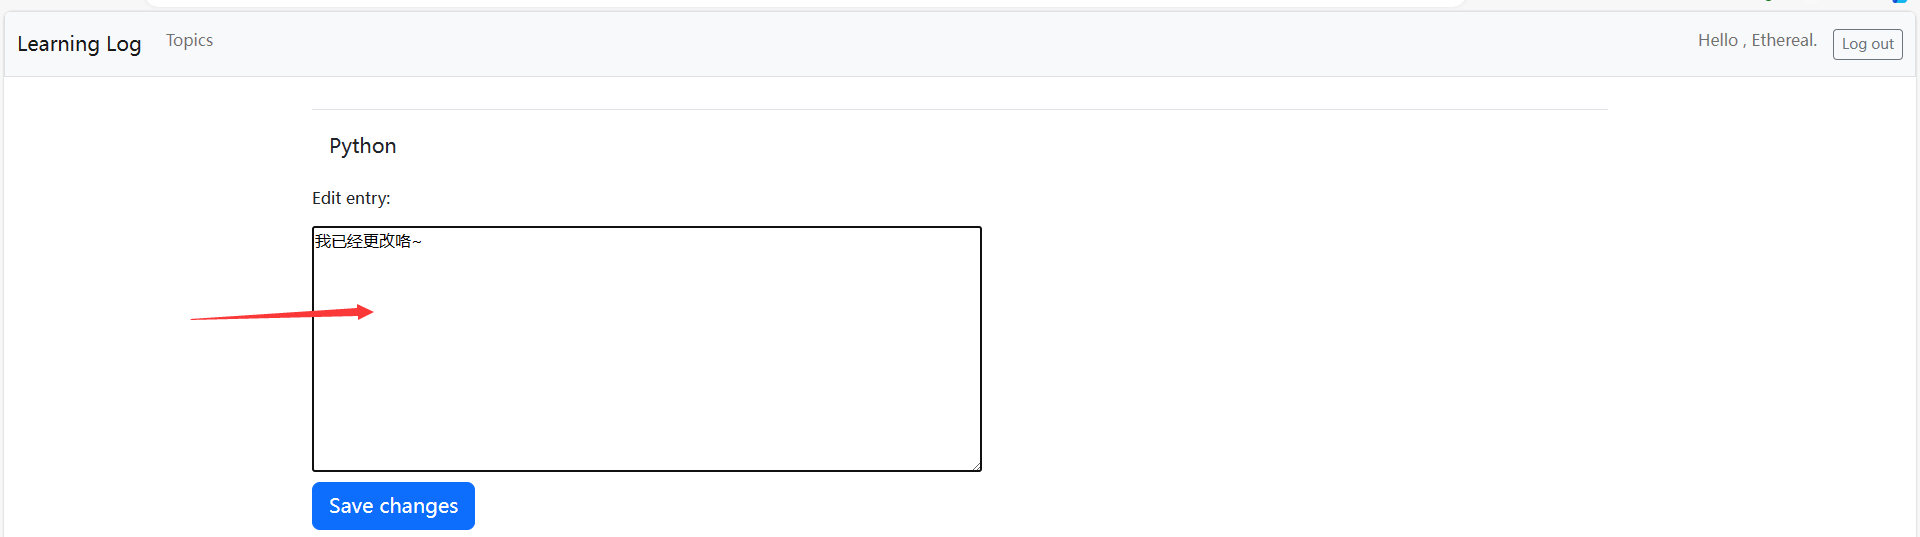 Learning Log Topics Hello , Ethereal. Log out
Python
Edit entry:
我已经更改咯~
Save changes